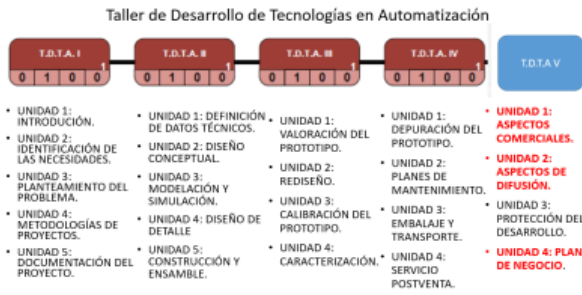 Taller de Desarrollo de Tecnologías en Automatización
T.D.T.A. I
1
0 1 0 0
T.D.T.A. II
1
0 1 0 0
T.D.T.A. III
1
0 1 0 0
T.D.T.A. IV
1
0 1 0 0
T.D.T.A V
• UNIDAD 1:
INTRODUCIÓN.
• UNIDAD 2:
IDENTIFICACIÓN DE
LAS NECESIDADES.
• UNIDAD 3:
PLANTEAMIENTO DEL
PROBLEMA.
• UNIDAD 4:
METODOLOGÍAS DE
PROYECTOS.
• UNIDAD 5:
DOCUMENTACIÓN DEL
PROYECTO.
• UNIDAD 1: DEFINICIÓN
DE DATOS TÉCNICOS.
• UNIDAD 2: DISEÑO
CONCEPTUAL.
• UNIDAD 3:
MODELACIÓN Y
SIMULACIÓN.
• UNIDAD 4: DISEÑO DE
DETALLE
• UNIDAD 5:
CONSTRUCCIÓN Y
ENSAMBLE.
• UNIDAD 1:
VALORACIÓN DEL
PROTOTIPO.
• UNIDAD 2:
REDISEÑO.
• UNIDAD 3:
CALIBRACIÓN DEL
PROTOTIPO.
• UNIDAD 4:
CARACTERIZACIÓN.
• UNIDAD 1:
DEPURACIÓN DEL
PROTOTIPO.
• UNIDAD 2:
PLANES DE
MANTENIMIENTO.
• UNIDAD 3:
EMBALAJE Y
TRANSPORTE.
• UNIDAD 4:
SERVICIO
POSTVENTA.
• UNIDAD 1:
ASPECTOS
COMERCIALES.
• UNIDAD 2:
ASPECTOS DE
DIFUSIÓN.
• UNIDAD 3:
PROTECCIÓN DEL
DESARROLLO.
• UNIDAD 4: PLAN
DE NEGOCIO.